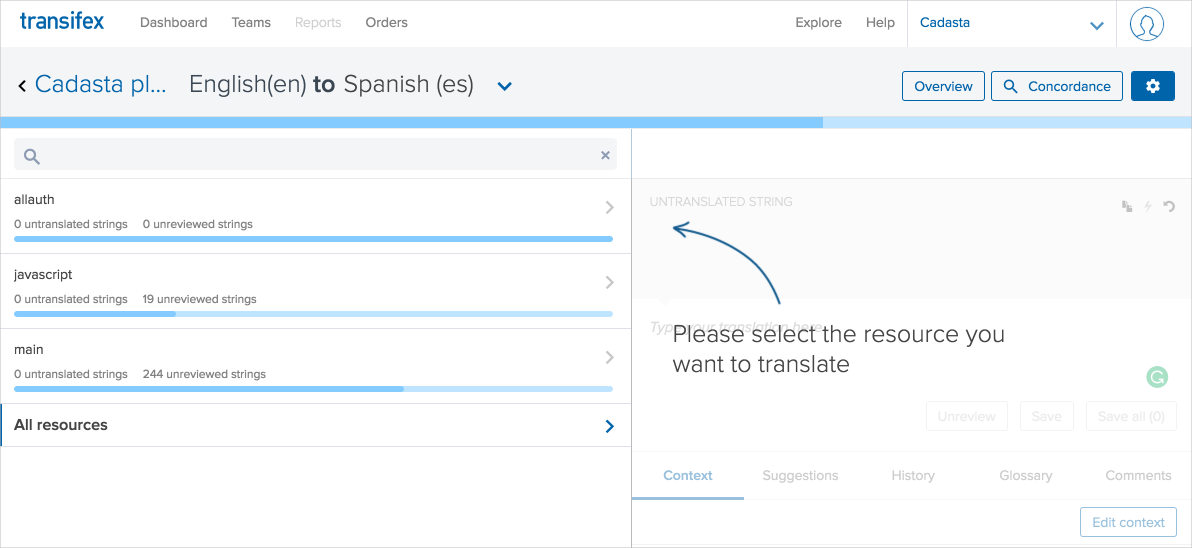 transifex Dashboard Teams Reports Orders Explore Help Cadasta
Cadasta pl... English(en) to Spanish (es) Overview Concordance
allauth
0 untranslated strings 0 unreviewed strings
javascript
0 untranslated strings 19 unreviewed strings
main
0 untranslated strings 244 unreviewed strings
All resources
UNTRANSLATED STRING
Type your translation here
Please select the resource you
want to translate
Unreview Save Save all (0)
Context Suggestions History Glossary Comments
Edit context